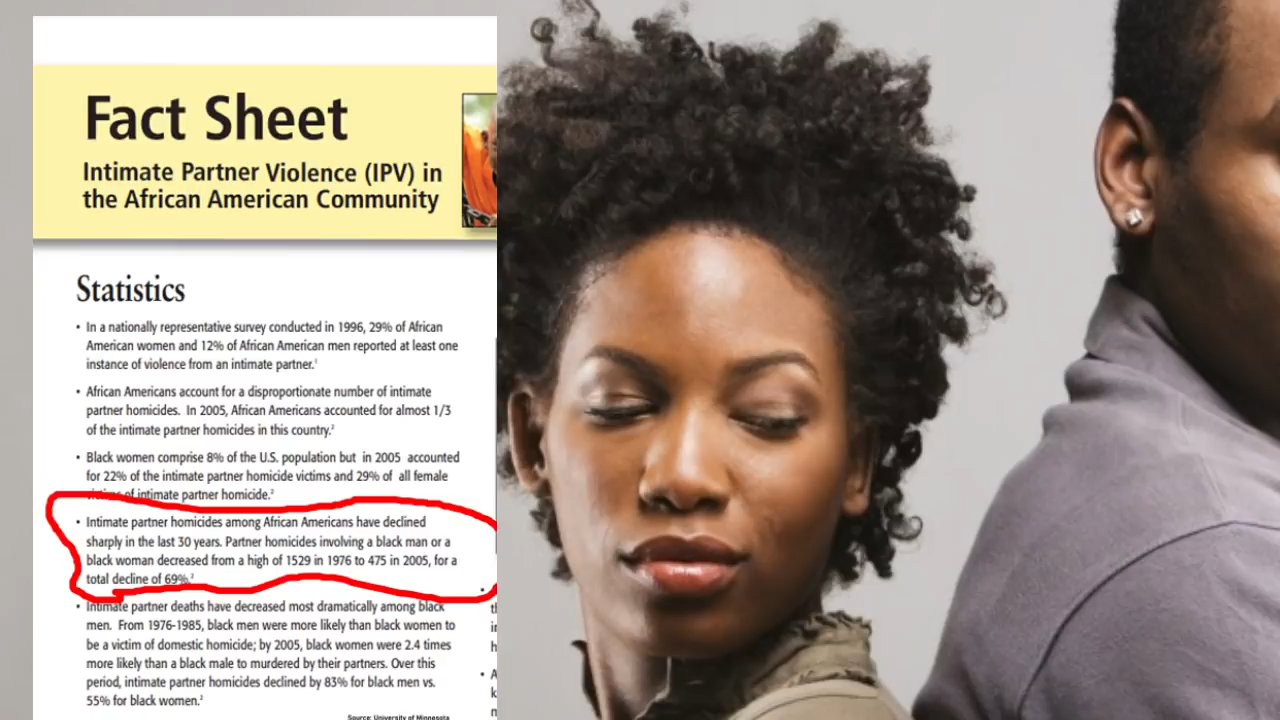 Fact Sheet
Intimate Partner Violence (IPV) in
the African American Community
Statistics
• In a nationally representative survey conducted in 1996, 29% of African
American women and 12% of African American men reported at least one
instance of violence from an intimate partner.¹
• African Americans account for a disproportionate number of intimate
partner homicides. In 2005, African Americans accounted for almost 1/3
of the intimate partner homicides in this country.²
• Black women comprise 8% of the U.S. population but in 2005 accounted
for 22% of the intimate partner homicide victims and 29% of all female
victims of intimate partner homicide.²
• Intimate partner homicides among African Americans have declined
sharply in the last 30 years. Partner homicides involving a black man or a
black woman decreased from a high of 1529 in 1976 to 475 in 2005, for a
total decline of 69%.³
• Intimate partner deaths have decreased most dramatically among black
men. From 1976-1985, black men were more likely than black women to
be a victim of domestic homicide; by 2005, black women were 2.4 times
more likely than a black male to murdered by their partners. Over this
period, intimate partner homicides declined by 83% for black men vs.
55% for black women.²
Source: University of Minnesota